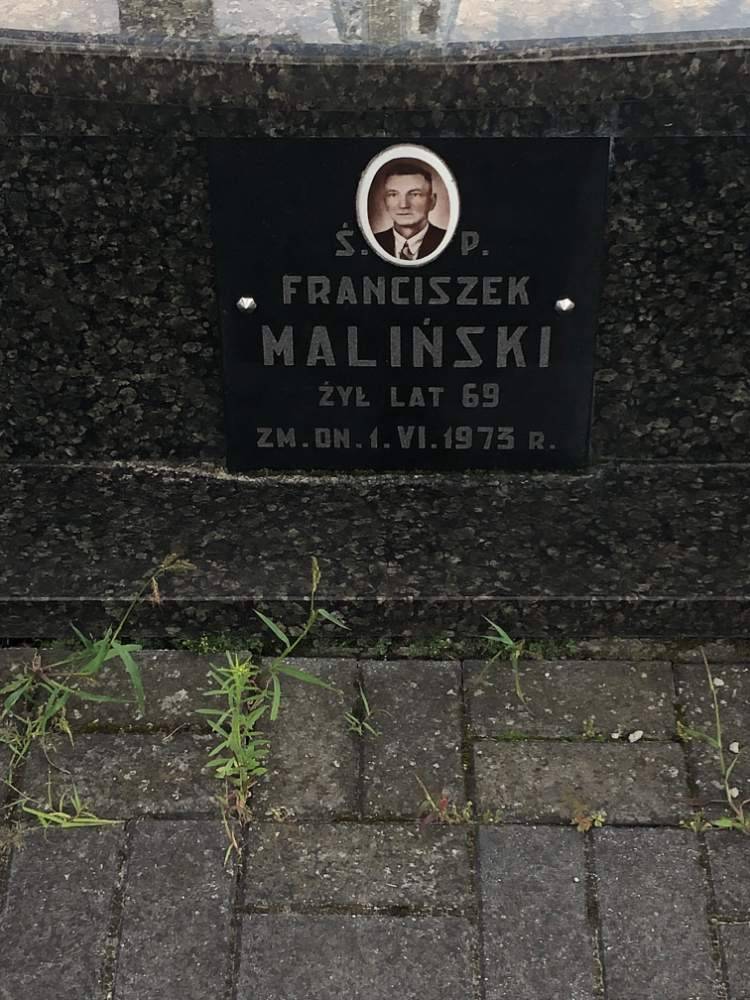 Ś. P.
FRANCISZEK
MALIŃSKI
ŻYŁ LAT 69
ZM. DN. 1. VI. 1973 R.